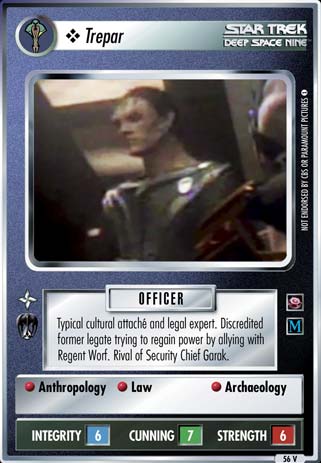 ❖ Trepar
STAR TREK
DEEP SPACE NINE
NOT ENDORSED BY CBS OR PARAMOUNT PICTURES
OFFICER
Typical cultural attaché and legal expert. Discredited
former legate trying to regain power by allying with
Regent Worf. Rival of Security Chief Garak.
Anthropology Law Archaeology
INTEGRITY 6 CUNNING 7 STRENGTH 6
56 V